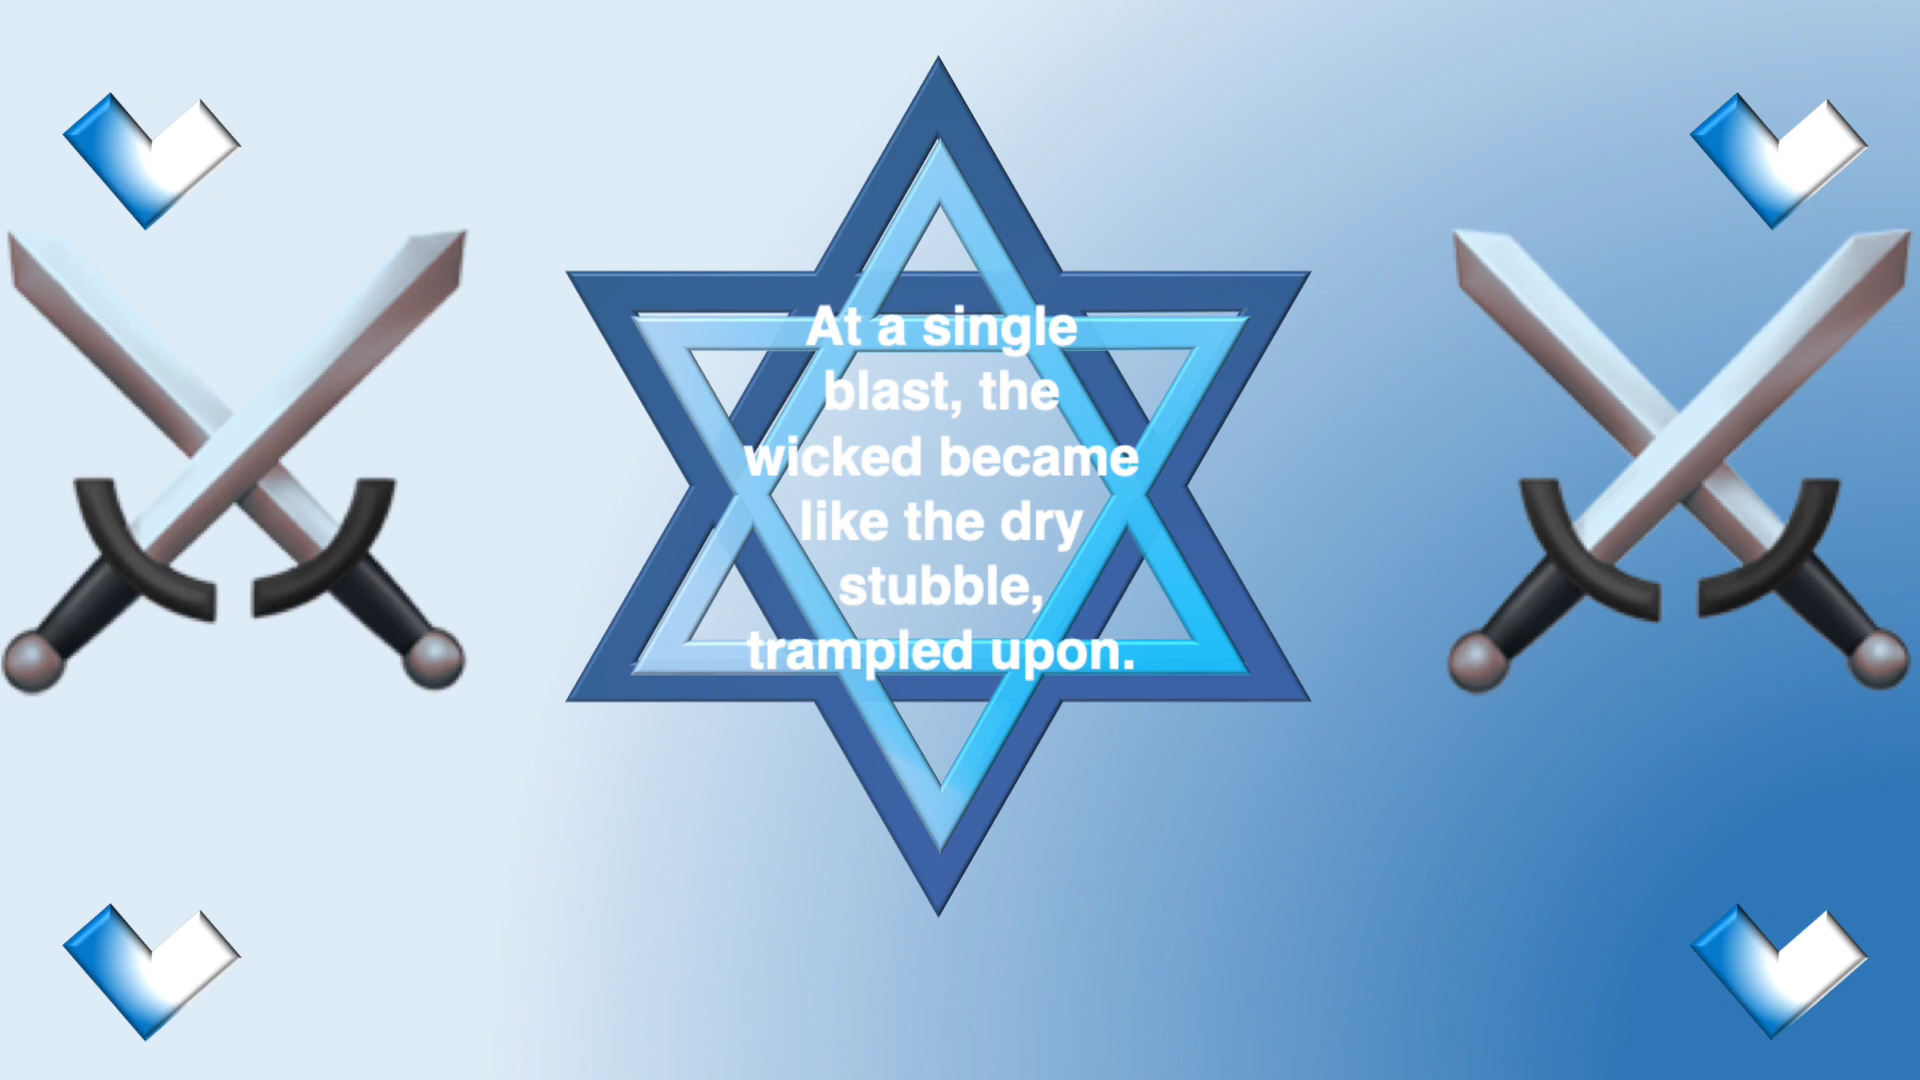 At a single
blast, the
wicked became
like the dry
stubble,
trampled upon.